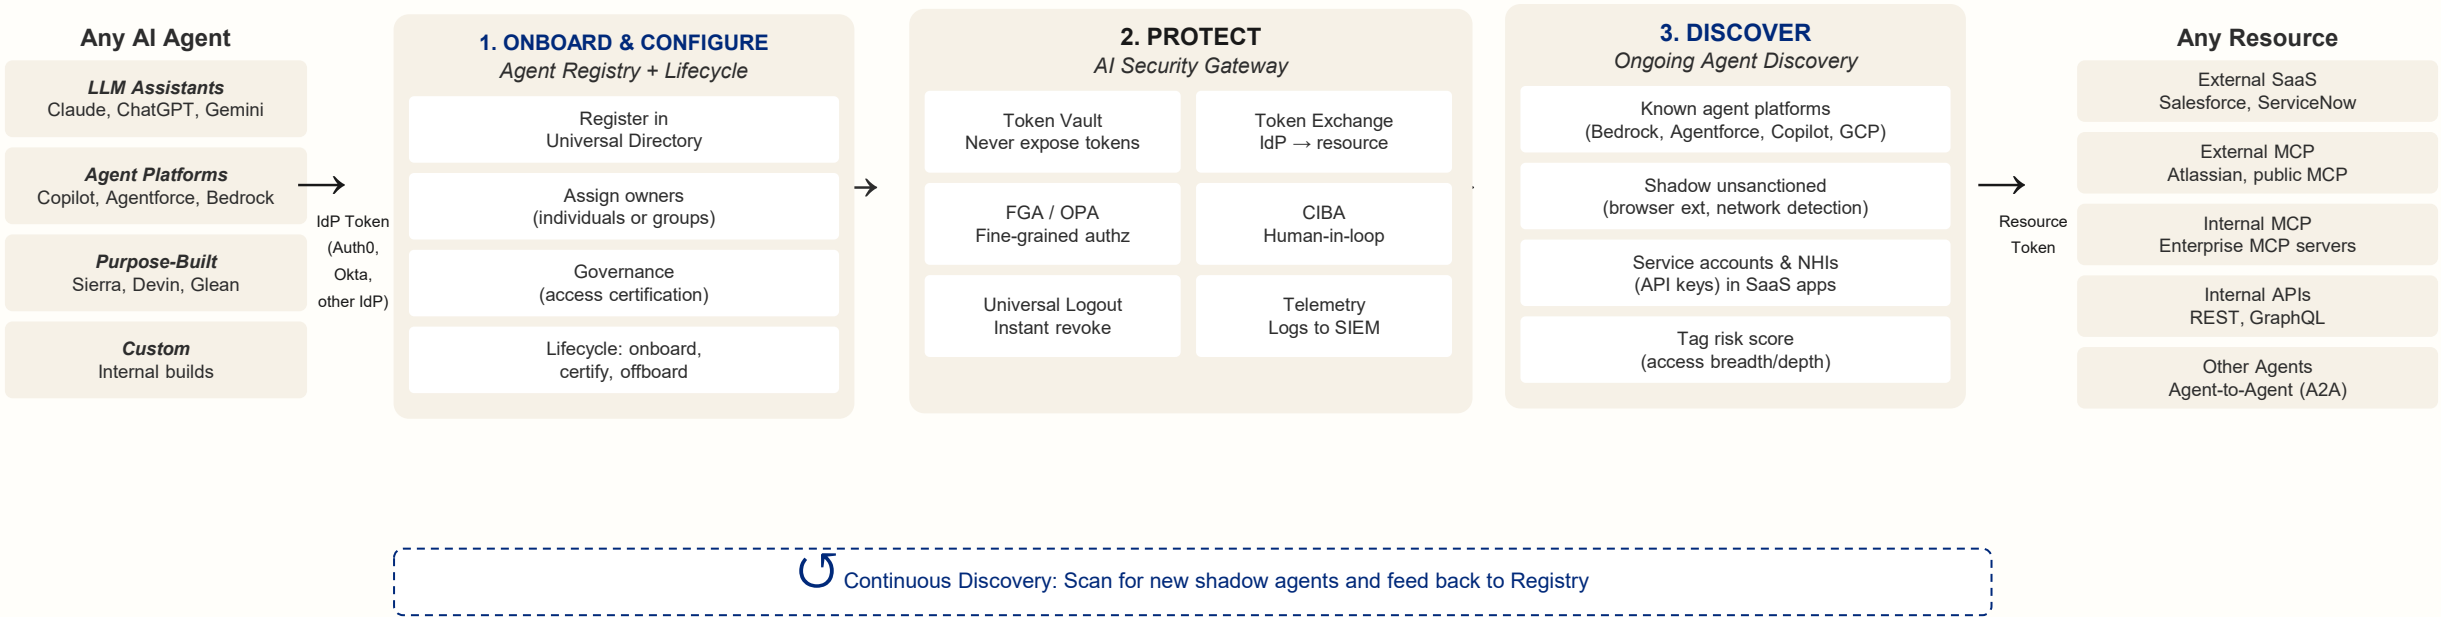 Any AI Agent
LLM Assistants
Claude, ChatGPT, Gemini
Agent Platforms
Copilot, Agentforce, Bedrock
Purpose-Built
Sierra, Devin, Glean
Custom
Internal builds
IdP Token
(Auth0,
Okta,
other IdP)
1. ONBOARD & CONFIGURE
Agent Registry + Lifecycle
Register in
Universal Directory
Assign owners
(individuals or groups)
Governance
(access certification)
Lifecycle: onboard,
certify, offboard
2. PROTECT
AI Security Gateway
Token Vault
Never expose tokens
Token Exchange
IdP → resource
FGA / OPA
Fine-grained authz
CIBA
Human-in-loop
Universal Logout
Instant revoke
Telemetry
Logs to SIEM
3. DISCOVER
Ongoing Agent Discovery
Known agent platforms
(Bedrock, Agentforce, Copilot, GCP)
Shadow unsanctioned
(browser ext, network detection)
Service accounts & NHIs
(API keys) in SaaS apps
Tag risk score
(access breadth/depth)
Resource
Token
Any Resource
External SaaS
Salesforce, ServiceNow
External MCP
Atlassian, public MCP
Internal MCP
Enterprise MCP servers
Internal APIs
REST, GraphQL
Other Agents
Agent-to-Agent (A2A)
Continuous Discovery: Scan for new shadow agents and feed back to Registry